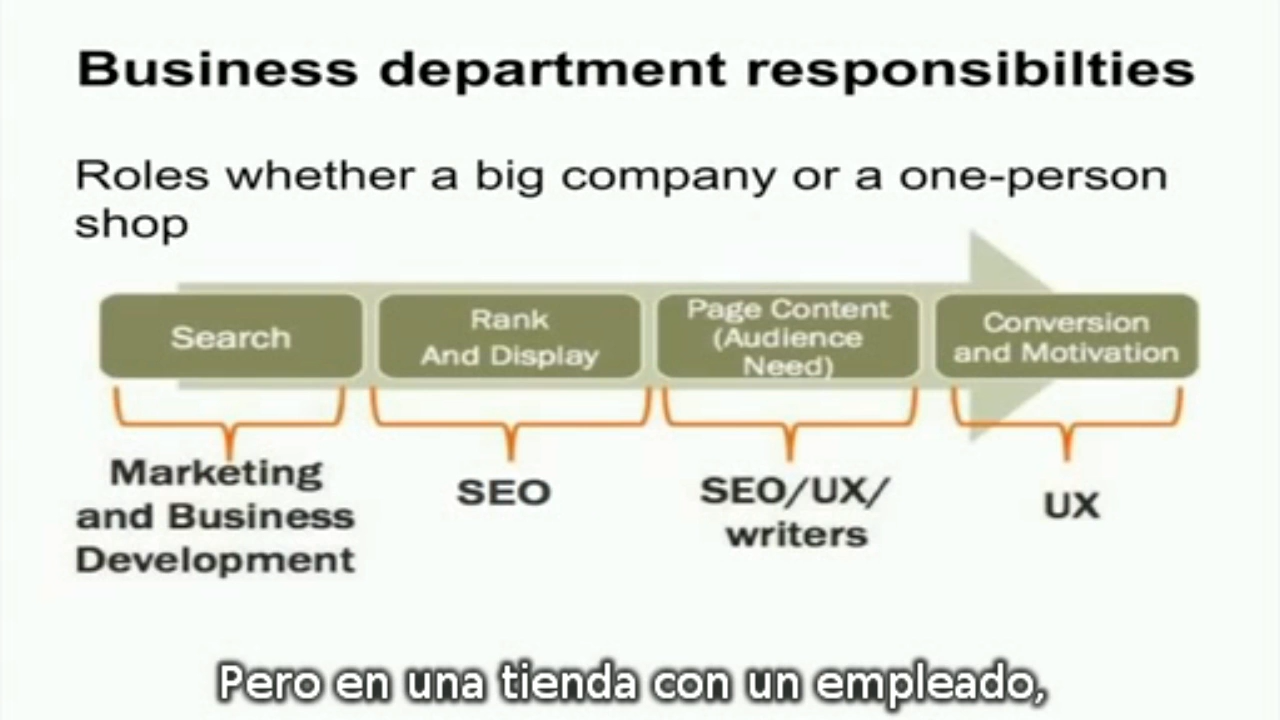 Business department responsibilties
Roles whether a big company or a one-person
shop
Search
Rank
And Display
Page Content
(Audience
Need)
Conversion
and Motivation
Marketing
and Business
Development
SEO
SEO/UX/
writers
UX
Pero en una tienda con un empleado,